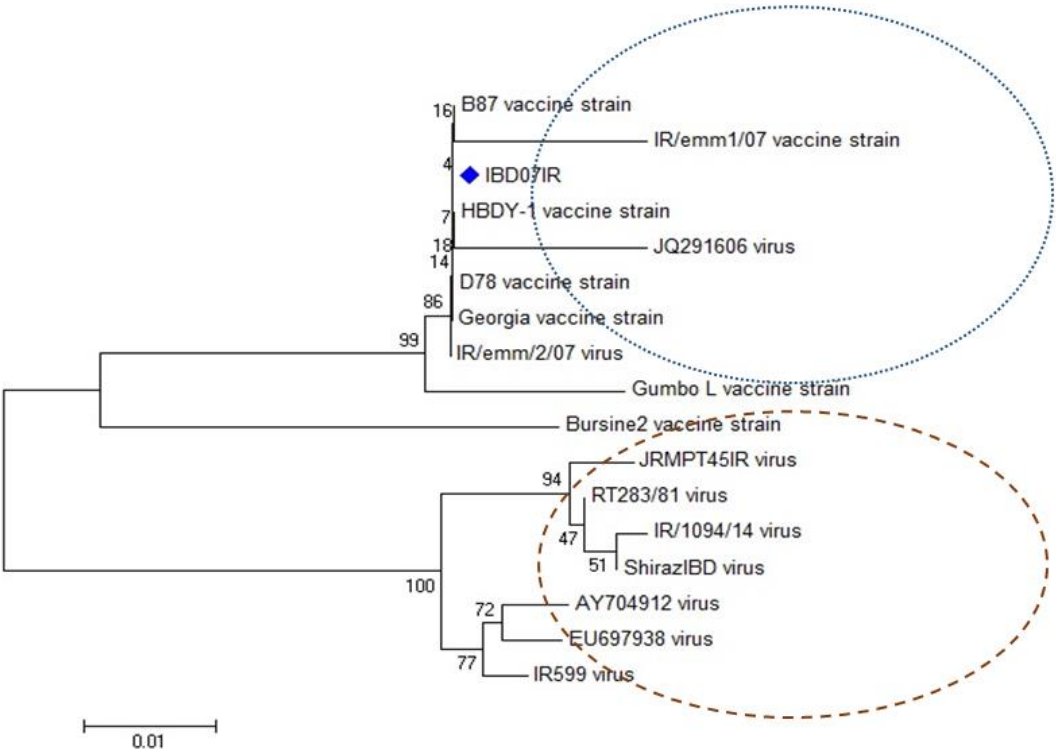 16
B87 vaccine strain
IR/emm1/07 vaccine strain
4
IBD07IR
7
HBDY-1 vaccine strain
18
JQ291606 virus
14
D78 vaccine strain
86
Georgia vaccine strain
99
IR/emm/2/07 virus
Gumbo L vaccine strain
Bursine2 vaccine strain
JRMPT45IR virus
94
RT283/81 virus
IR/1094/14 virus
47
51
ShirazIBD virus
100
AY704912 virus
72
EU697938 virus
77
IR599 virus
0.01